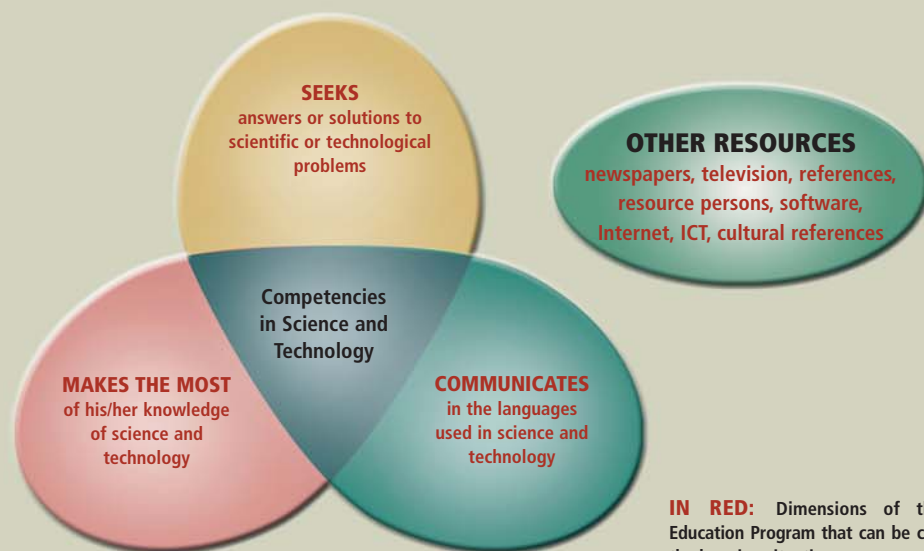 SEEKS
answers or solutions to
scientific or technological
problems
OTHER RESOURCES
newspapers, television, references,
resource persons, software,
Internet, ICT, cultural references
Competencies
in Science and
Technology
MAKES THE MOST
of his/her knowledge
of science and
technology
COMMUNICATES
in the languages
used in science and
technology
IN RED: Dimensions of
Education Program that can be